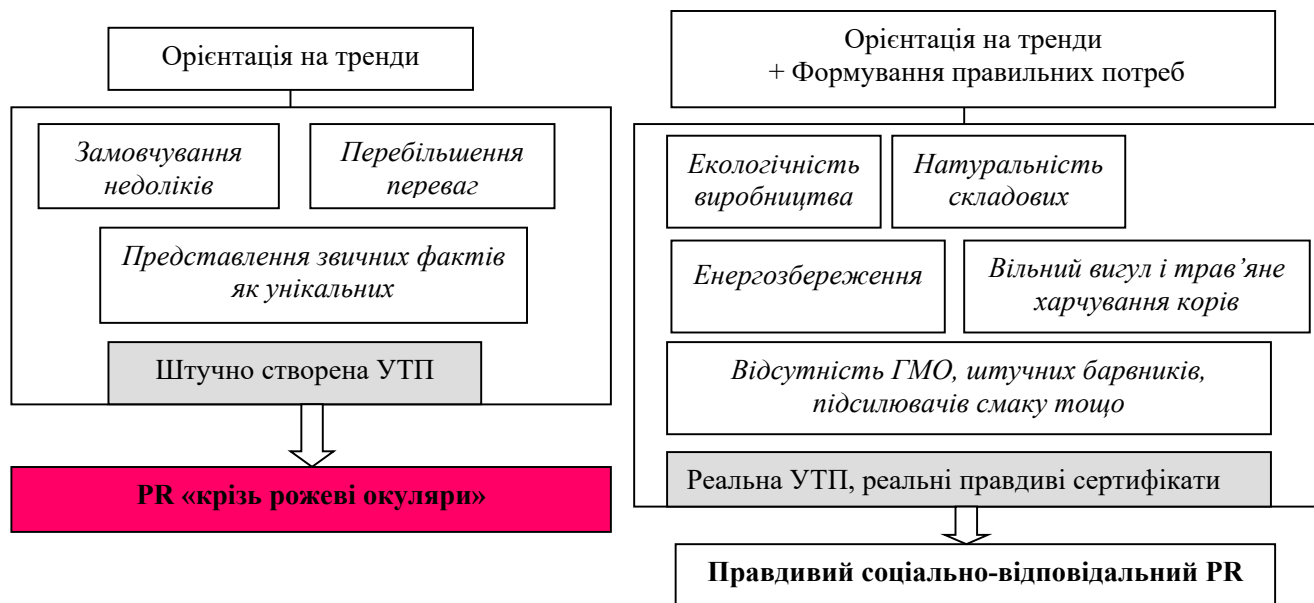 Орієнтація на тренди
Замовчування
недоліків
Перебільшення
переваг
Представлення звичних фактів
як унікальних
Штучно створена УТП
PR «крізь рожеві окуляри»
Орієнтація на тренди
+ Формування правильних потреб
Екологічність
виробництва
Натуральність
складових
Енергозбереження
Вільний вигул і трав’яне
харчування корів
Відсутність ГМО, штучних барвників,
підсилювачів смаку тощо
Реальна УТП, реальні правдиві сертифікати
Правдивий соціально-відповідальний PR